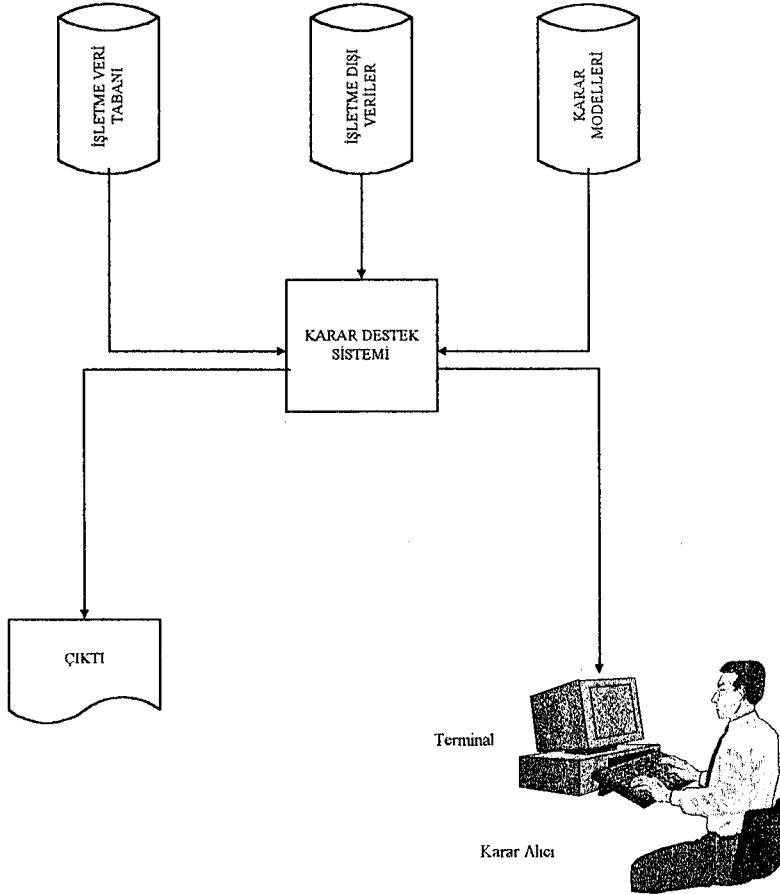 İŞLETME VERİ
TABANI
İŞLETME DIŞI
VERİLER
KARAR
MODELLERİ
KARAR DESTEK
SİSTEMİ
ÇIKTI
Terminal
Karar Alıcı